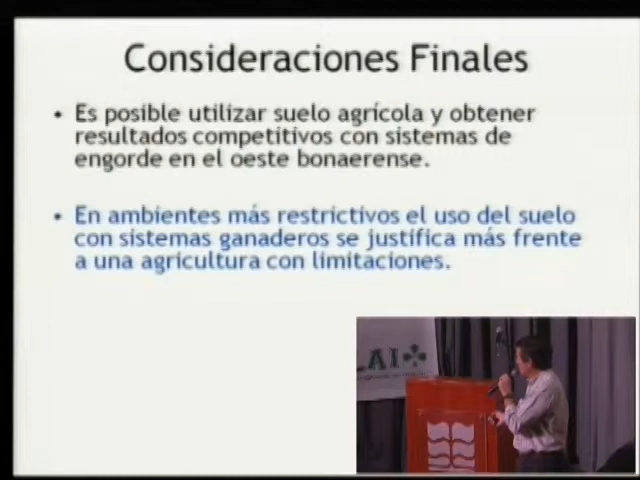 Consideraciones Finales
• Es posible utilizar suelo agrícola y obtener
resultados competitivos con sistemas de
engorde en el oeste bonaerense.
• En ambientes más restrictivos el uso del suelo
con sistemas ganaderos se justifica más frente
a una agricultura con limitaciones.
LAI